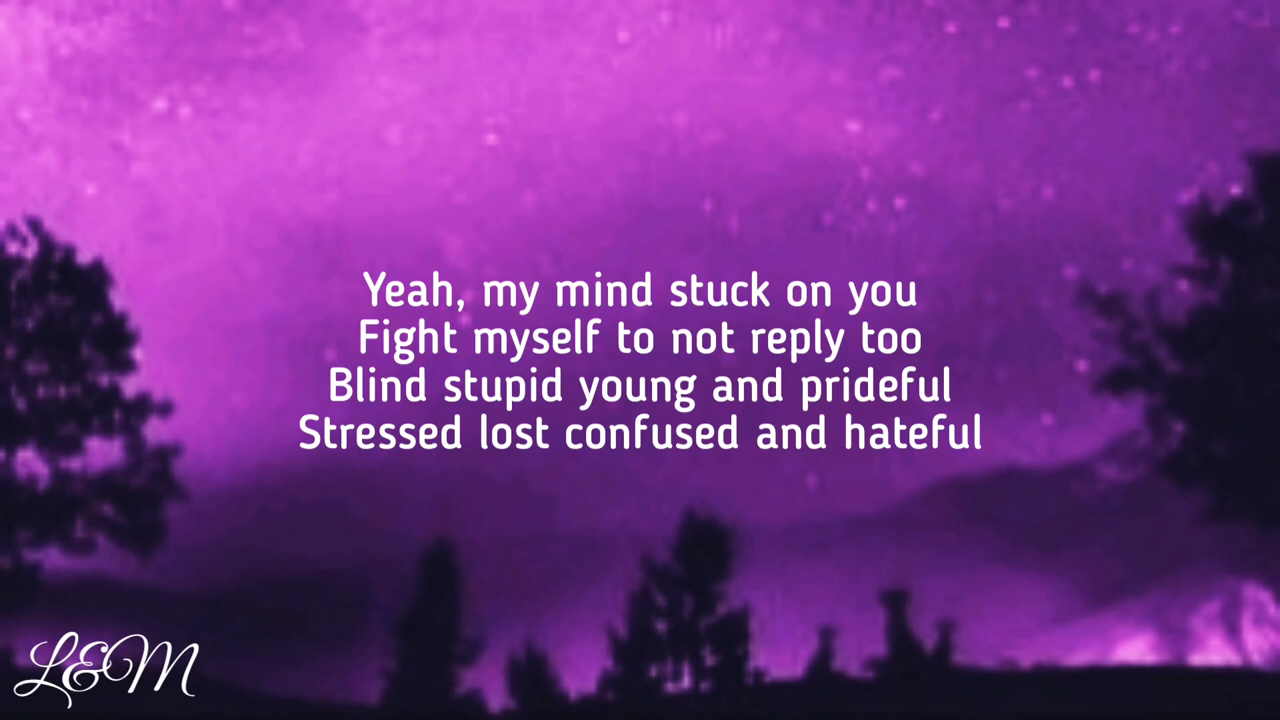 Yeah, my mind stuck on you
Fight myself to not reply too
Blind stupid young and prideful
Stressed lost confused and hateful
LEM